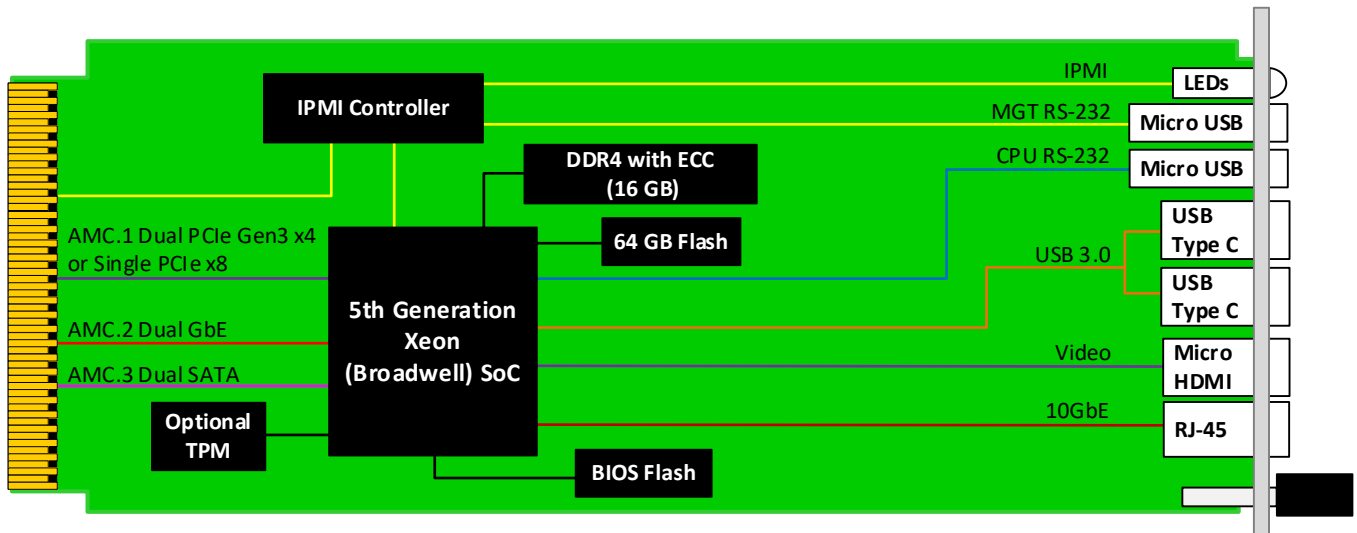 IPMI
LEDs
IPMI Controller
MGT RS-232
Micro USB
DDR4 with ECC
(16 GB)
CPU RS-232
Micro USB
AMC.1 Dual PCIe Gen3 x4
or Single PCIe x8
64 GB Flash
USB
Type C
USB 3.0
USB
Type C
5th Generation
Xeon
(Broadwell) SoC
AMC.2 Dual GbE
AMC.3 Dual SATA
Video
Micro
HDMI
Optional
TPM
10GbE
RJ-45
BIOS Flash